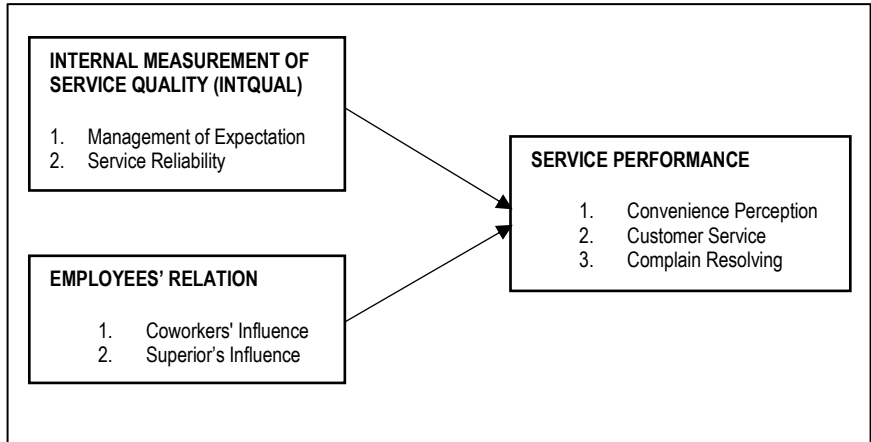 INTERNAL MEASUREMENT OF
SERVICE QUALITY (INTQUAL)
1. Management of Expectation
2. Service Reliability
EMPLOYEES’ RELATION
1. Coworkers' Influence
2. Superior’s Influence
SERVICE PERFORMANCE
1. Convenience Perception
2. Customer Service
3. Complain Resolving